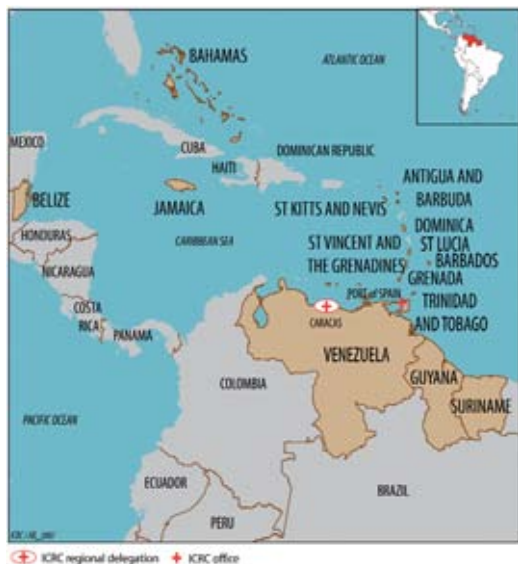 BAHAMAS
ATLANTIC OCEAN
MEXICO
CUBA
HAITI
DOMINICAN REPUBLIC
ANTIGUA AND
BARBUDA
BELIZE
JAMAICA
ST KITTS AND NEVIS
DOMINICA
HONDURAS
CARIBBEAN SEA
ST VINCENT AND
THE GRENADINES
ST LUCIA
BARBADOS
NICARAGUA
GRENADA
PORT of SPAIN
TRINIDAD
AND TOBAGO
COSTA
RICA
PANAMA
CARACAS
VENEZUELA
GUYANA
SURINAME
COLOMBIA
PACIFIC OCEAN
ECUADOR
PERU
BRAZIL
ICRC regional delegation
ICRC office